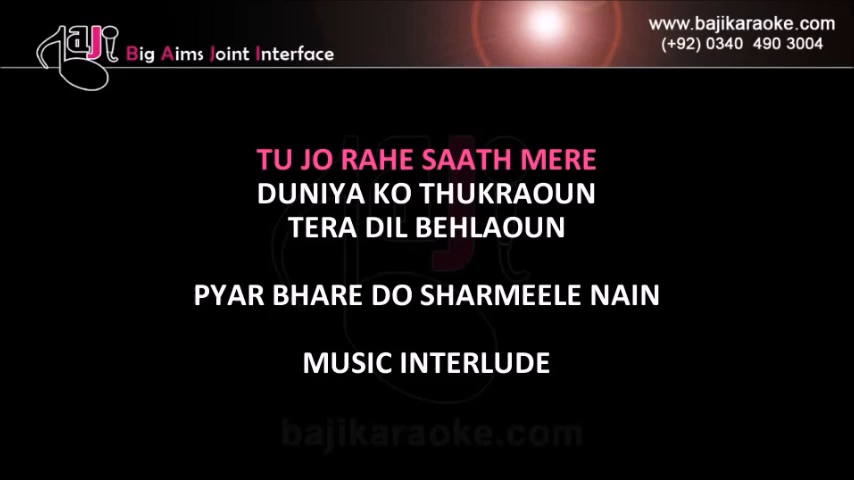 www.bajikaraoke.com
(+92) 0340 490 3004
Baji Big Aims Joint Interface
TU JO RAHE SAATH MERE
DUNIYA KO THUKRAOUN
TERA DIL BEHLAOUN
PYAR BHARE DO SHARMEELE NAIN
MUSIC INTERLUDE
bajikaraoke.com